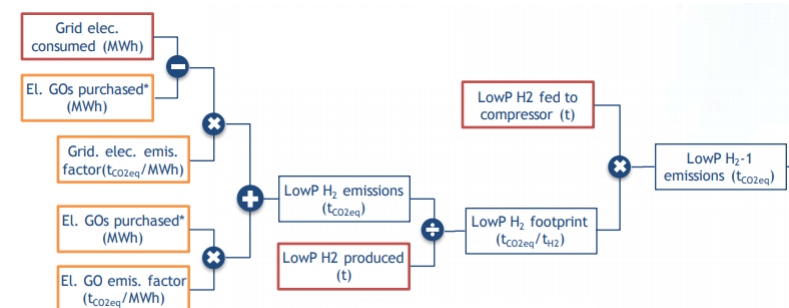 Grid elec.
consumed (MWh)
El. GOs purchased*
(MWh)
Grid. elec. emis.
factor(tCO2eq/MWh)
El. GOs purchased*
(MWh)
El. GO emis. factor
(tCO2eq/MWh)
LowP H₂ emissions
(tCO2eq)
LowP H2 produced
(t)
LowP H₂ footprint
(tCO2eq/tH2)
LowP H2 fed to
compressor (t)
LowP H₂-1
emissions (tCO2eq)